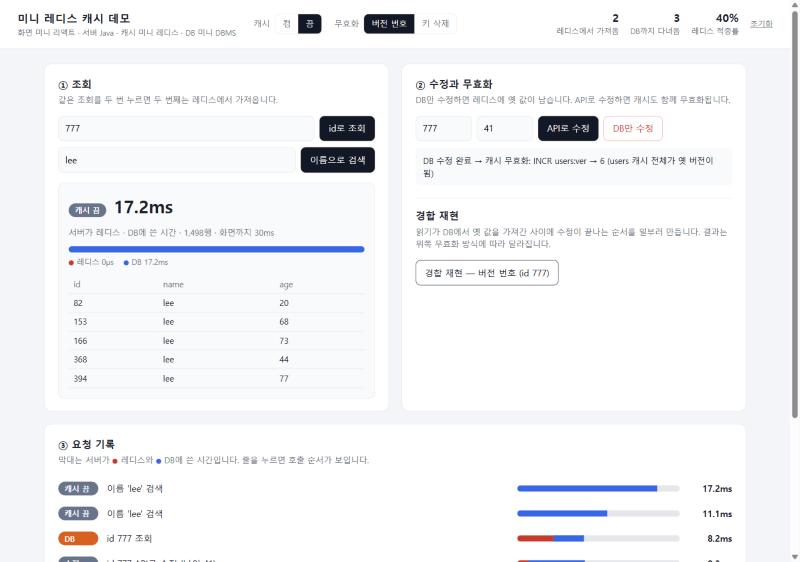 미니 레디스 캐시 데모
화면 미니 리액트 · 서버 Java · 캐시 미니 레디스 · DB 미니 DBMS
캐시 켬 끔 무효화 버전 번호 키 삭제
2 3 40%
레디스에서 가져옴 DB까지 다녀옴 레디스 적중률 초기화
① 조회
같은 조회를 두 번 누르면 두 번째는 레디스에서 가져옵니다.
777 id로 조회
lee 이름으로 검색
캐시 끔 17.2ms
서버가 레디스 · DB에 쓴 시간 · 1,498행 · 화면까지 30ms
레디스 0μs DB 17.2ms
id name age
82 lee 20
153 lee 68
166 lee 73
368 lee 44
394 lee 77
② 수정과 무효화
DB만 수정하면 레디스에 옛 값이 남습니다. API로 수정하면 캐시도 함께 무효화됩니다.
777 41 API로 수정 DB만 수정
DB 수정 완료 → 캐시 무효화: INCR users:ver → 6 (users 캐시 전체가 옛 버전이
됨)
경합 재현
읽기가 DB에서 옛 값을 가져간 사이에 수정이 끝나는 순서를 일부러 만듭니다. 결과는
위쪽 무효화 방식에 따라 달라집니다.
경합 재현 — 버전 번호 (id 777)
③ 요청 기록
막대는 서버가 레디스와 DB에 쓴 시간입니다. 줄을 누르면 호출 순서가 보입니다.
캐시 끔 이름 'lee' 검색 17.2ms
캐시 끔 이름 'lee' 검색 11.1ms
DB id 777 조회 8.2ms